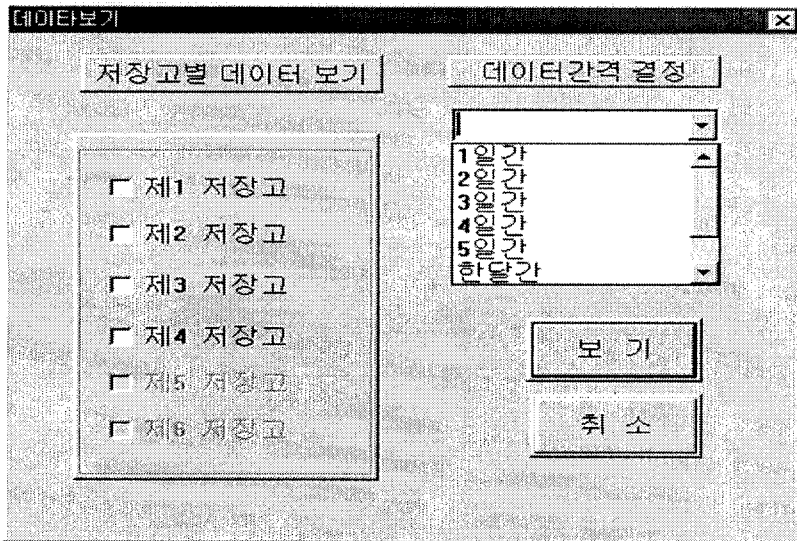 데이타보기
저장고별 데이터 보기
제1 저장고
제2 저장고
제3 저장고
제4 저장고
제5 저장고
제6 저장고
데이터간격 결정
1일간
2일간
3일간
4일간
5일간
한달간
보 기
취 소